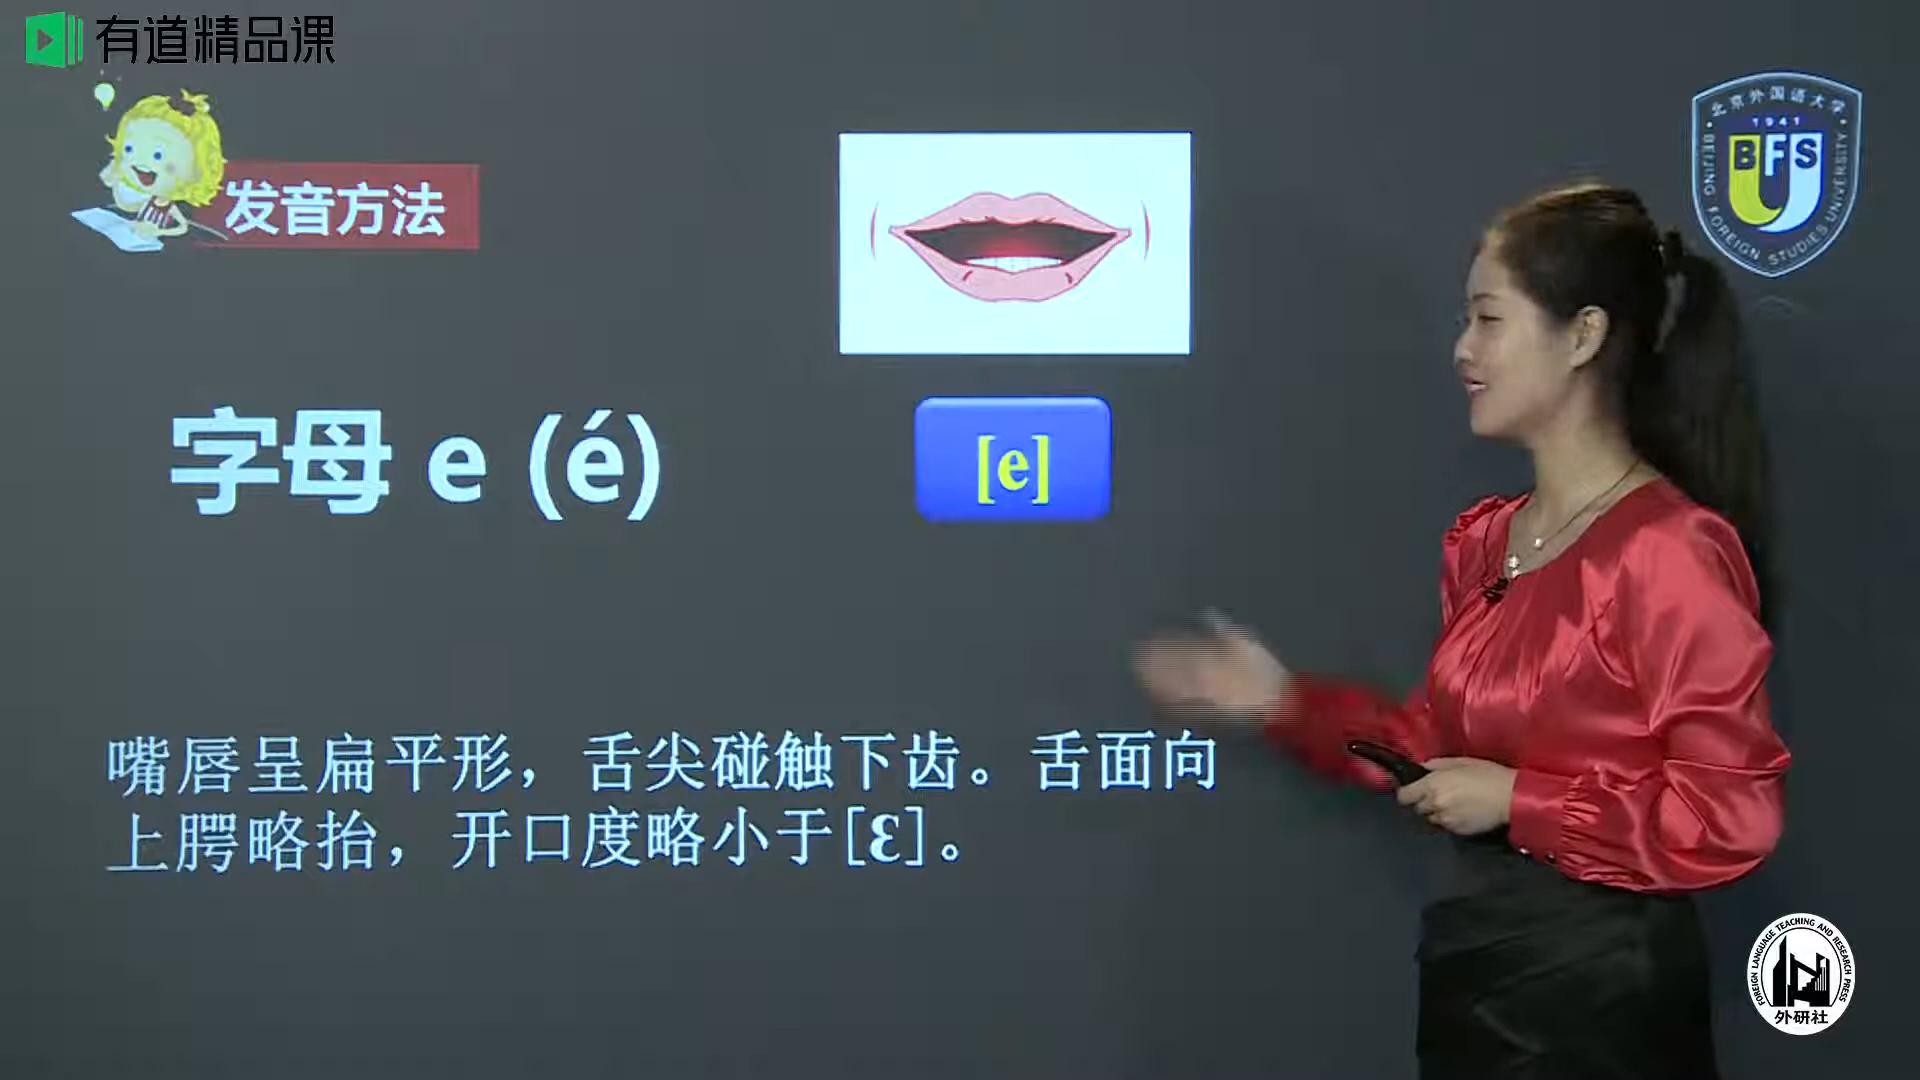 有道精品课
北京外国语大学
1941
BFSU
BEIJING FOREIGN STUDIES UNIVERSITY
发音方法
字母 e (é)
[e]
嘴唇呈扁平形，舌尖碰触下齿。舌面向
上腭略抬，开口度略小于[ɛ]。
FOREIGN LANGUAGE TEACHING AND RESEARCH PRESS
外研社